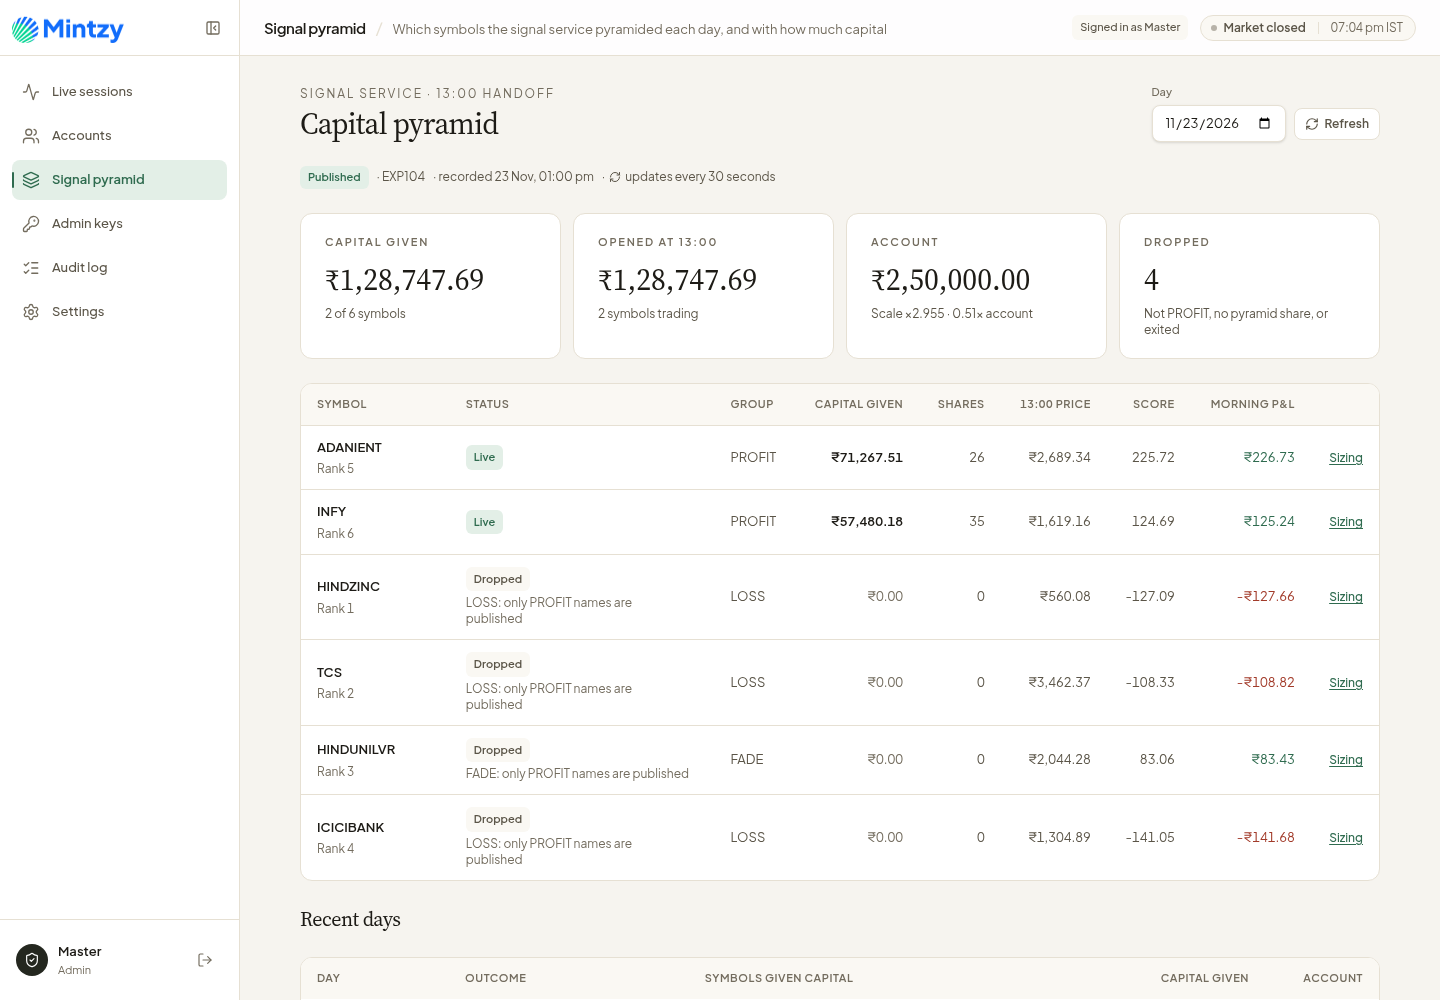 Mintzy
Signal pyramid / Which symbols the signal service pyramided each day, and with how much capital
Signed in as Master
Market closed | 07:04 pm IST
Live sessions
Accounts
Signal pyramid
Admin keys
Audit log
Settings
Master
Admin
SIGNAL SERVICE · 13:00 HANDOFF
Capital pyramid
Day
11/23/2026
Refresh
Published · EXP104 · recorded 23 Nov, 01:00 pm · updates every 30 seconds
CAPITAL GIVEN
₹1,28,747.69
2 of 6 symbols
OPENED AT 13:00
₹1,28,747.69
2 symbols trading
ACCOUNT
₹2,50,000.00
Scale ×2.955 · 0.51× account
DROPPED
4
Not PROFIT, no pyramid share, or
exited
SYMBOL STATUS GROUP CAPITAL GIVEN SHARES 13:00 PRICE SCORE MORNING P&L
ADANIENT
Rank 5
Live PROFIT ₹71,267.51 26 ₹2,689.34 225.72 ₹226.73 Sizing
INFY
Rank 6
Live PROFIT ₹57,480.18 35 ₹1,619.16 124.69 ₹125.24 Sizing
HINDZINC
Rank 1
Dropped
LOSS: only PROFIT names are
published
LOSS ₹0.00 0 ₹560.08 -127.09 -₹127.66 Sizing
TCS
Rank 2
Dropped
LOSS: only PROFIT names are
published
LOSS ₹0.00 0 ₹3,462.37 -108.33 -₹108.82 Sizing
HINDUNILVR
Rank 3
Dropped
FADE: only PROFIT names are published
FADE ₹0.00 0 ₹2,044.28 83.06 ₹83.43 Sizing
ICICIBANK
Rank 4
Dropped
LOSS: only PROFIT names are
published
LOSS ₹0.00 0 ₹1,304.89 -141.05 -₹141.68 Sizing
Recent days
DAY OUTCOME SYMBOLS GIVEN CAPITAL CAPITAL GIVEN ACCOUNT